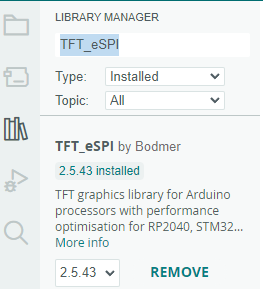 LIBRARY MANAGER
TFT_eSPI
Type: Installed
Topic: All
TFT_eSPI by Bodmer
2.5.43 installed
TFT graphics library for Arduino
processors with performance
optimisation for RP2040, STM32...
More info
2.5.43 REMOVE